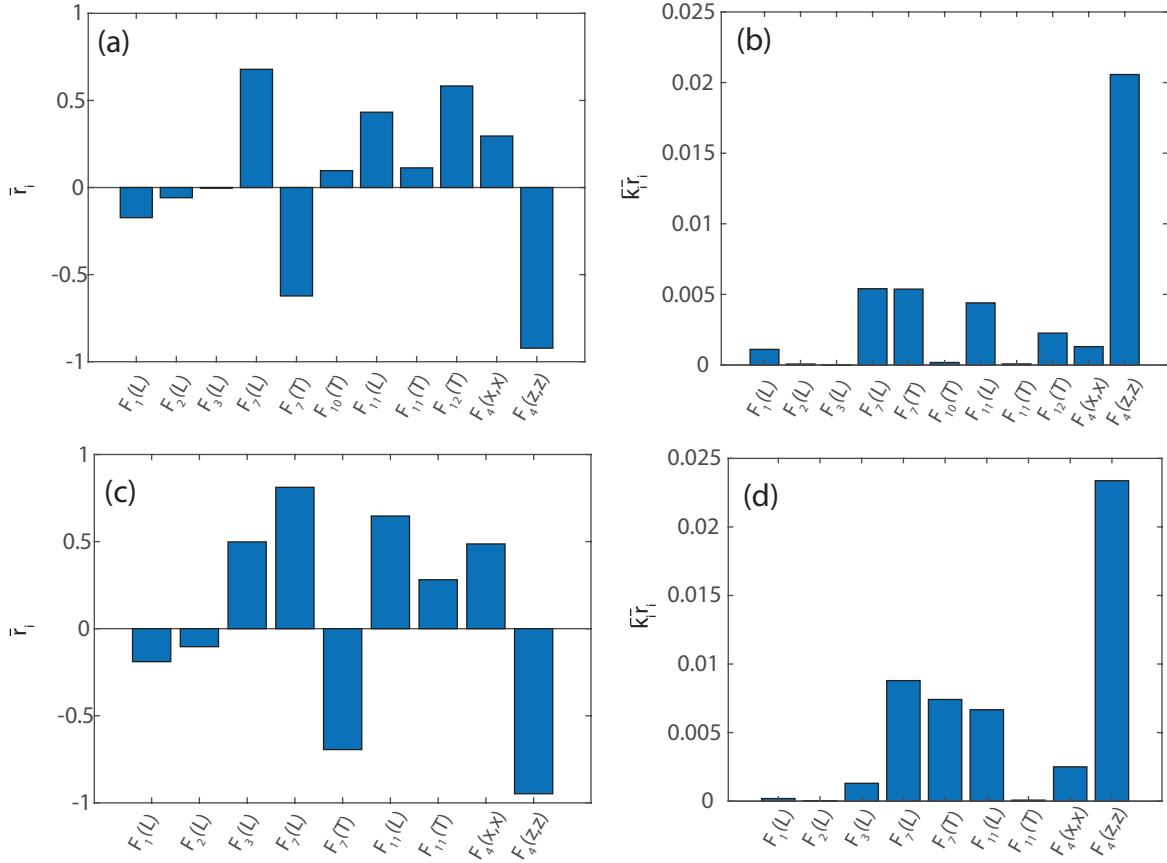 (a)
1
0.5
0
-0.5
-1
r̄ᵢ
F₁(L)
F₂(L)
F₃(L)
F₇(L)
F₇(T)
F₁₀(T)
F₁₁(L)
F₁₁(T)
F₁₂(T)
F₄(x,x)
F₄(z,z)
(b)
0.025
0.02
0.015
0.01
0.005
0
k̄ᵢr̄ᵢ
F₁(L)
F₂(L)
F₃(L)
F₇(L)
F₇(T)
F₁₀(T)
F₁₁(L)
F₁₁(T)
F₁₂(T)
F₄(x,x)
F₄(z,z)
(c)
1
0.5
0
-0.5
-1
r̄ᵢ
F₁(L)
F₂(L)
F₃(L)
F₇(L)
F₇(T)
F₁₁(L)
F₁₁(T)
F₄(x,x)
F₄(z,z)
(d)
0.025
0.02
0.015
0.01
0.005
0
k̄ᵢr̄ᵢ
F₁(L)
F₂(L)
F₃(L)
F₇(L)
F₇(T)
F₁₁(L)
F₁₁(T)
F₄(x,x)
F₄(z,z)